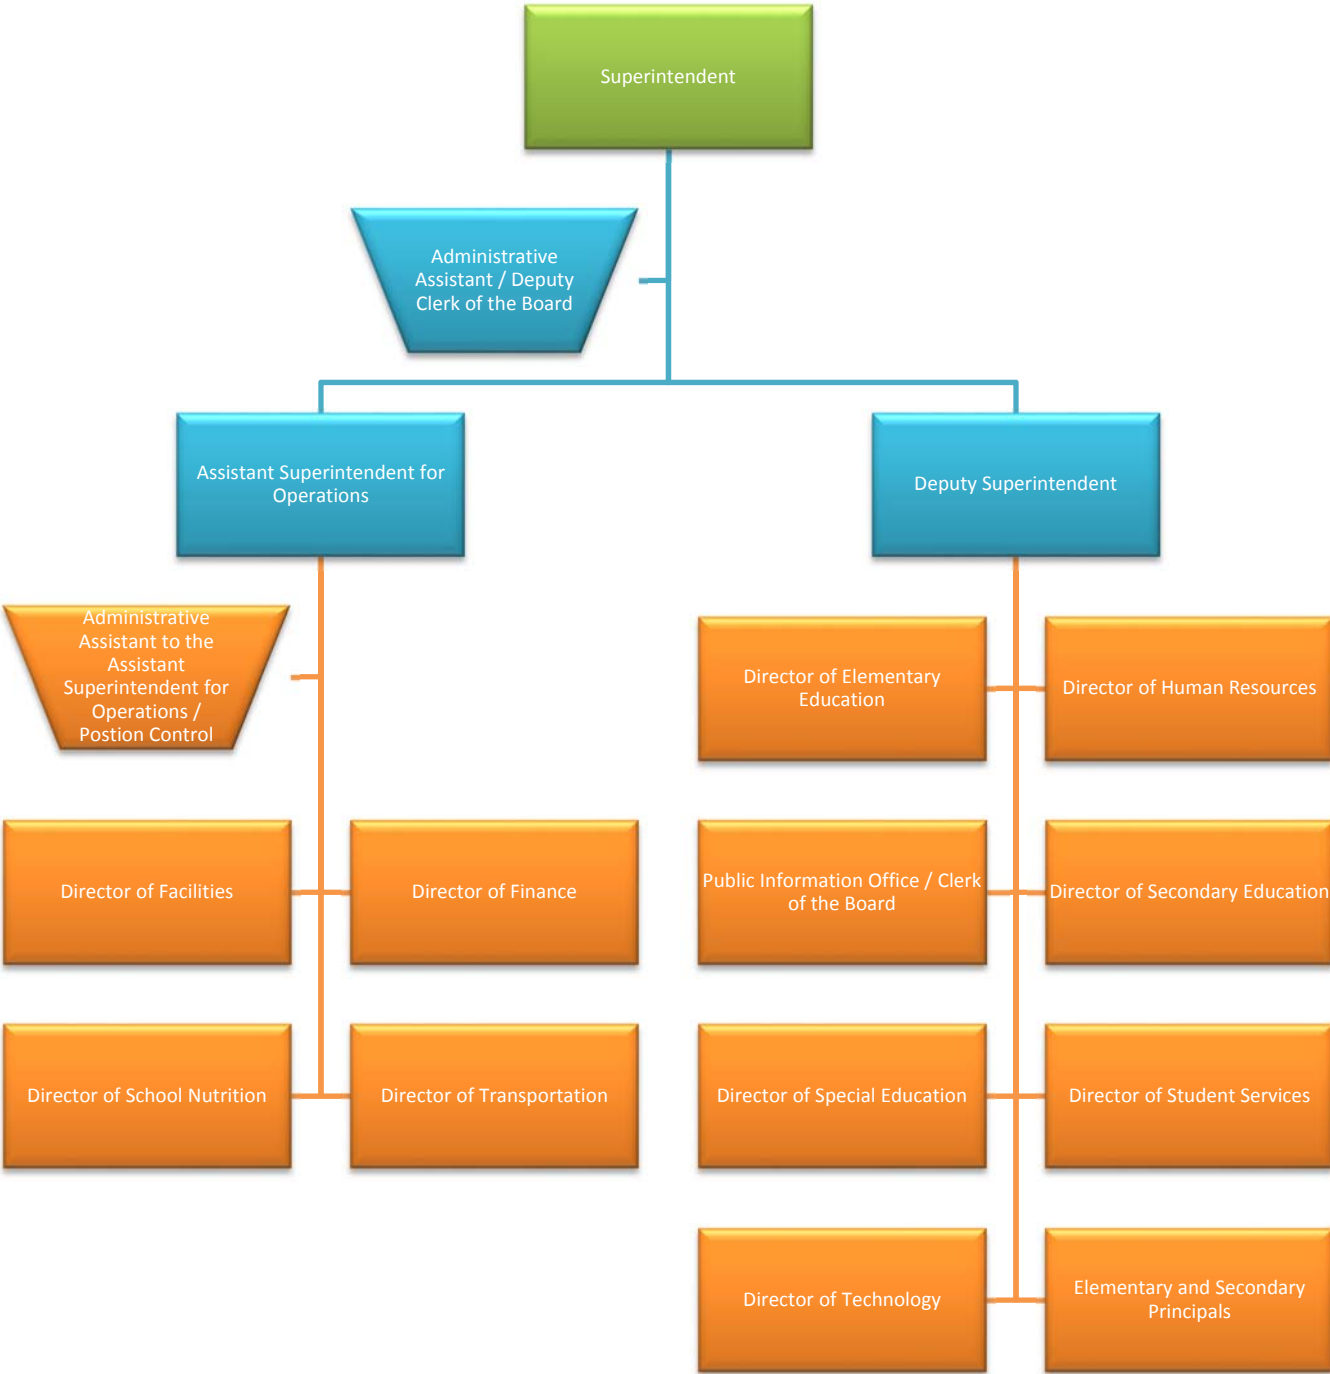 Superintendent
Administrative
Assistant / Deputy
Clerk of the Board
Assistant Superintendent for
Operations
Deputy Superintendent
Administrative
Assistant to the
Assistant
Superintendent for
Operations /
Postion Control
Director of Elementary
Education
Director of Human Resources
Director of Facilities
Director of Finance
Public Information Office / Clerk
of the Board
Director of Secondary Education
Director of School Nutrition
Director of Transportation
Director of Special Education
Director of Student Services
Director of Technology
Elementary and Secondary
Principals